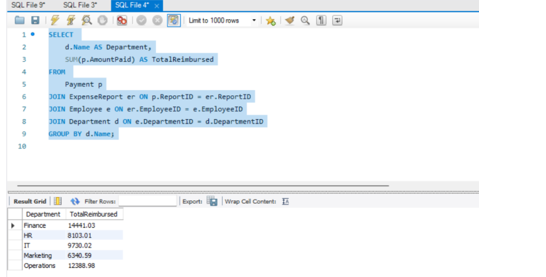 SQL File 9* SQL File 3* SQL File 4* ×
Limit to 1000 rows
1 SELECT
2 d.Name AS Department,
3 SUM(p.AmountPaid) AS TotalReimbursed
4 FROM
5 Payment p
6 JOIN ExpenseReport er ON p.ReportID = er.ReportID
7 JOIN Employee e ON er.EmployeeID = e.EmployeeID
8 JOIN Department d ON e.DepartmentID = d.DepartmentID
9 GROUP BY d.Name;
10
Result Grid Filter Rows: Export: Wrap Cell Content:
Department TotalReimbursed
Finance 14441.03
HR 8103.01
IT 9730.02
Marketing 6340.59
Operations 12388.98